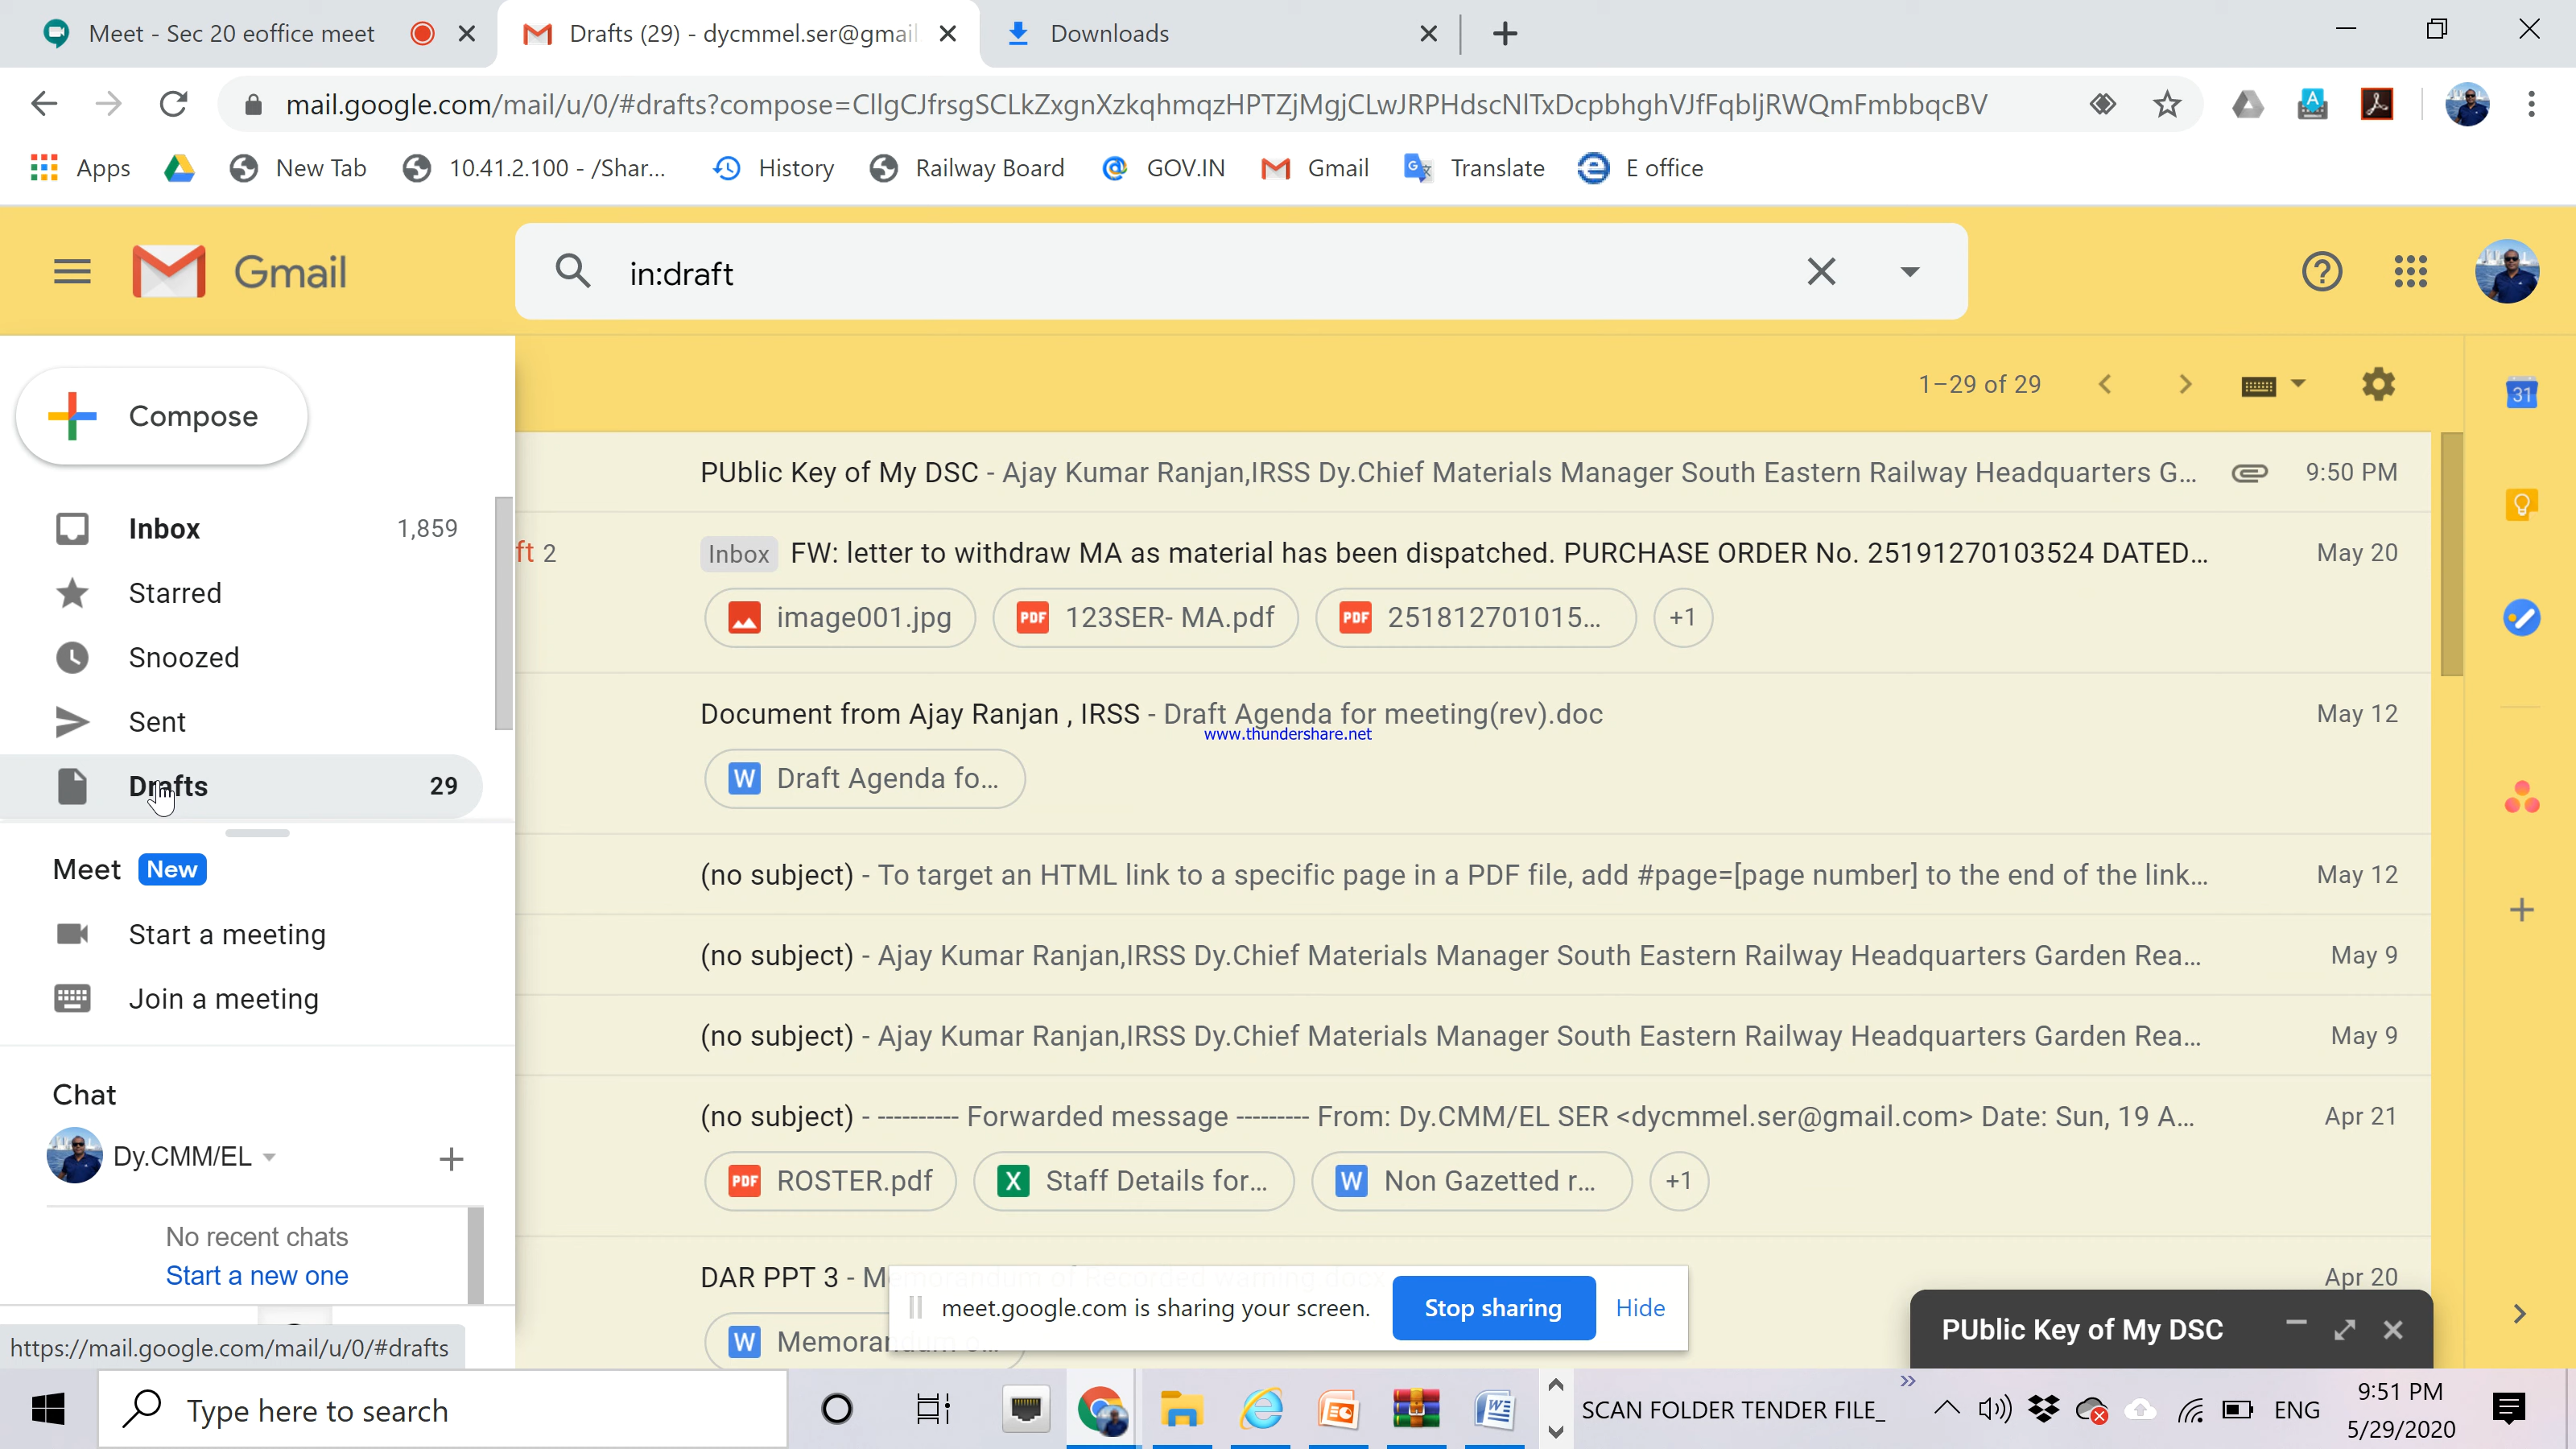 Meet - Sec 20 eoffice meet
Drafts (29) - dycmmel.ser@gmail
Downloads
mail.google.com/mail/u/0/#drafts?compose=CllgCJfrsgSCLkZxgnXzkqhmqzHPTZjMgjCLwJRPHdscNlTxDcpbhghVJfFqbljRWQmFmbbqcBV
Apps
New Tab
10.41.2.100 - /Shar...
History
Railway Board
GOV.IN
Gmail
Translate
E office
Gmail
in:draft
Compose
1–29 of 29
Inbox 1,859
Starred
Snoozed
Sent
Drafts 29
Meet New
Start a meeting
Join a meeting
Chat
Dy.CMM/EL
No recent chats
Start a new one
https://mail.google.com/mail/u/0/#drafts
PUblic Key of My DSC - Ajay Kumar Ranjan,IRSS Dy.Chief Materials Manager South Eastern Railway Headquarters G... 9:50 PM
ft 2 Inbox FW: letter to withdraw MA as material has been dispatched. PURCHASE ORDER No. 25191270103524 DATED... May 20
image001.jpg PDF 123SER- MA.pdf PDF 251812701015... +1
Document from Ajay Ranjan , IRSS - Draft Agenda for meeting(rev).doc May 12
www.thundershare.net
W Draft Agenda fo...
(no subject) - To target an HTML link to a specific page in a PDF file, add #page=[page number] to the end of the link... May 12
(no subject) - Ajay Kumar Ranjan,IRSS Dy.Chief Materials Manager South Eastern Railway Headquarters Garden Rea... May 9
(no subject) - Ajay Kumar Ranjan,IRSS Dy.Chief Materials Manager South Eastern Railway Headquarters Garden Rea... May 9
(no subject) - ---------- Forwarded message --------- From: Dy.CMM/EL SER <dycmmel.ser@gmail.com> Date: Sun, 19 A... Apr 21
PDF ROSTER.pdf X Staff Details for... W Non Gazetted r... +1
DAR PPT 3 - Memorandum of Recorded warning.docx Apr 20
W Memorandum o...
meet.google.com is sharing your screen. Stop sharing Hide
PUblic Key of My DSC
31
Type here to search
SCAN FOLDER TENDER FILE_
ENG
9:51 PM
5/29/2020